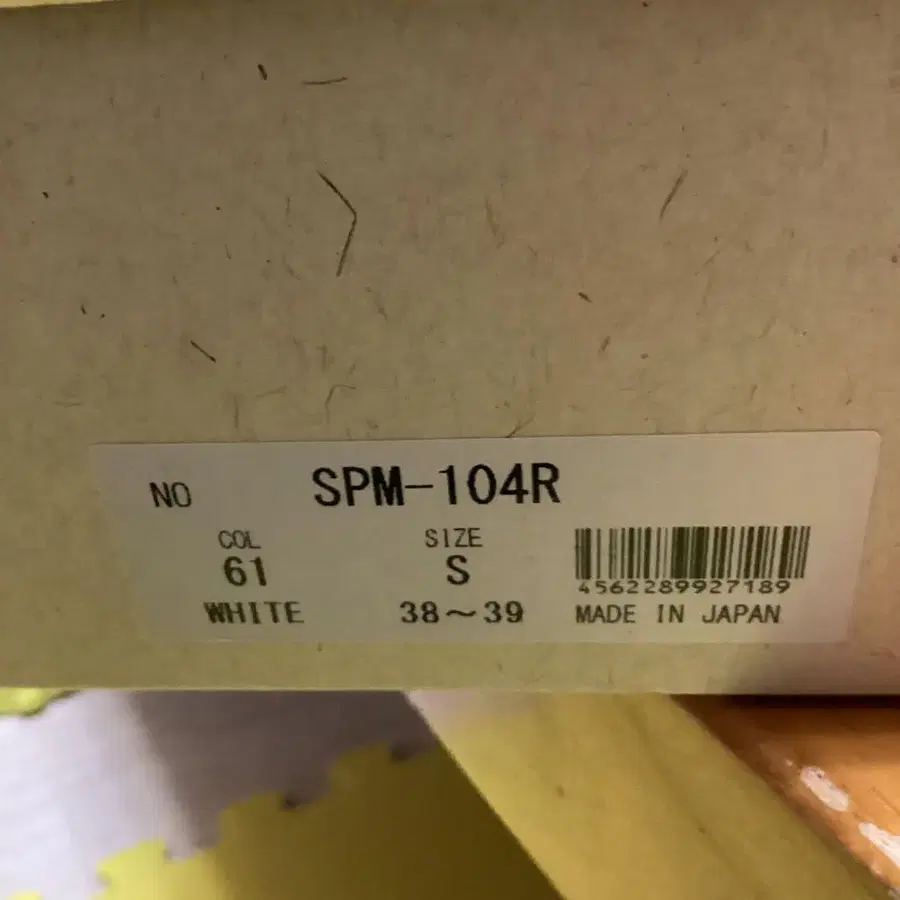 NO SPM-104R
COL SIZE
61 S
4562289927189
WHITE 38～39 MADE IN JAPAN